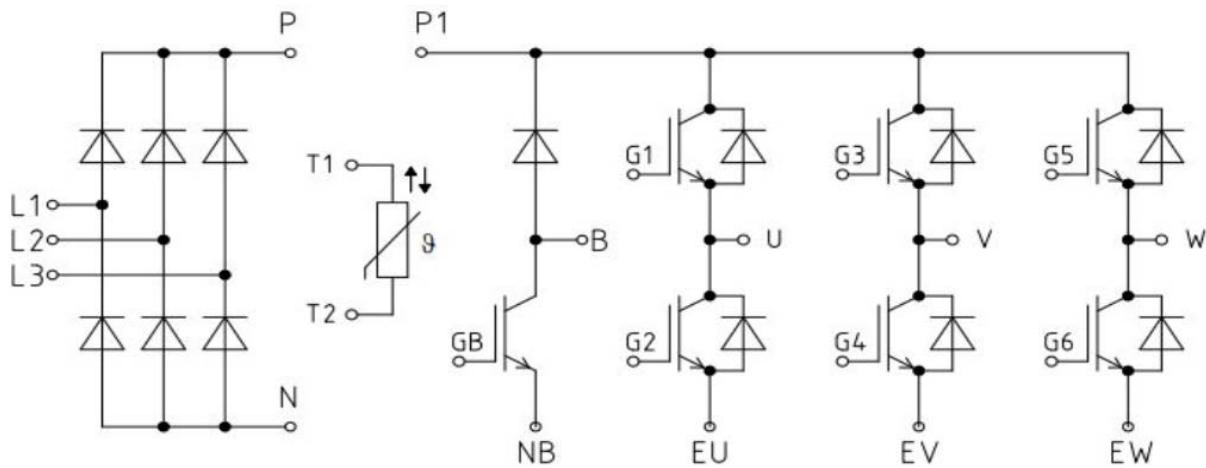 P P1
T1 G1 G3 G5
L1
L2 ϑ B U V W
L3
T2 GB G2 G4 G6
N NB EU EV EW